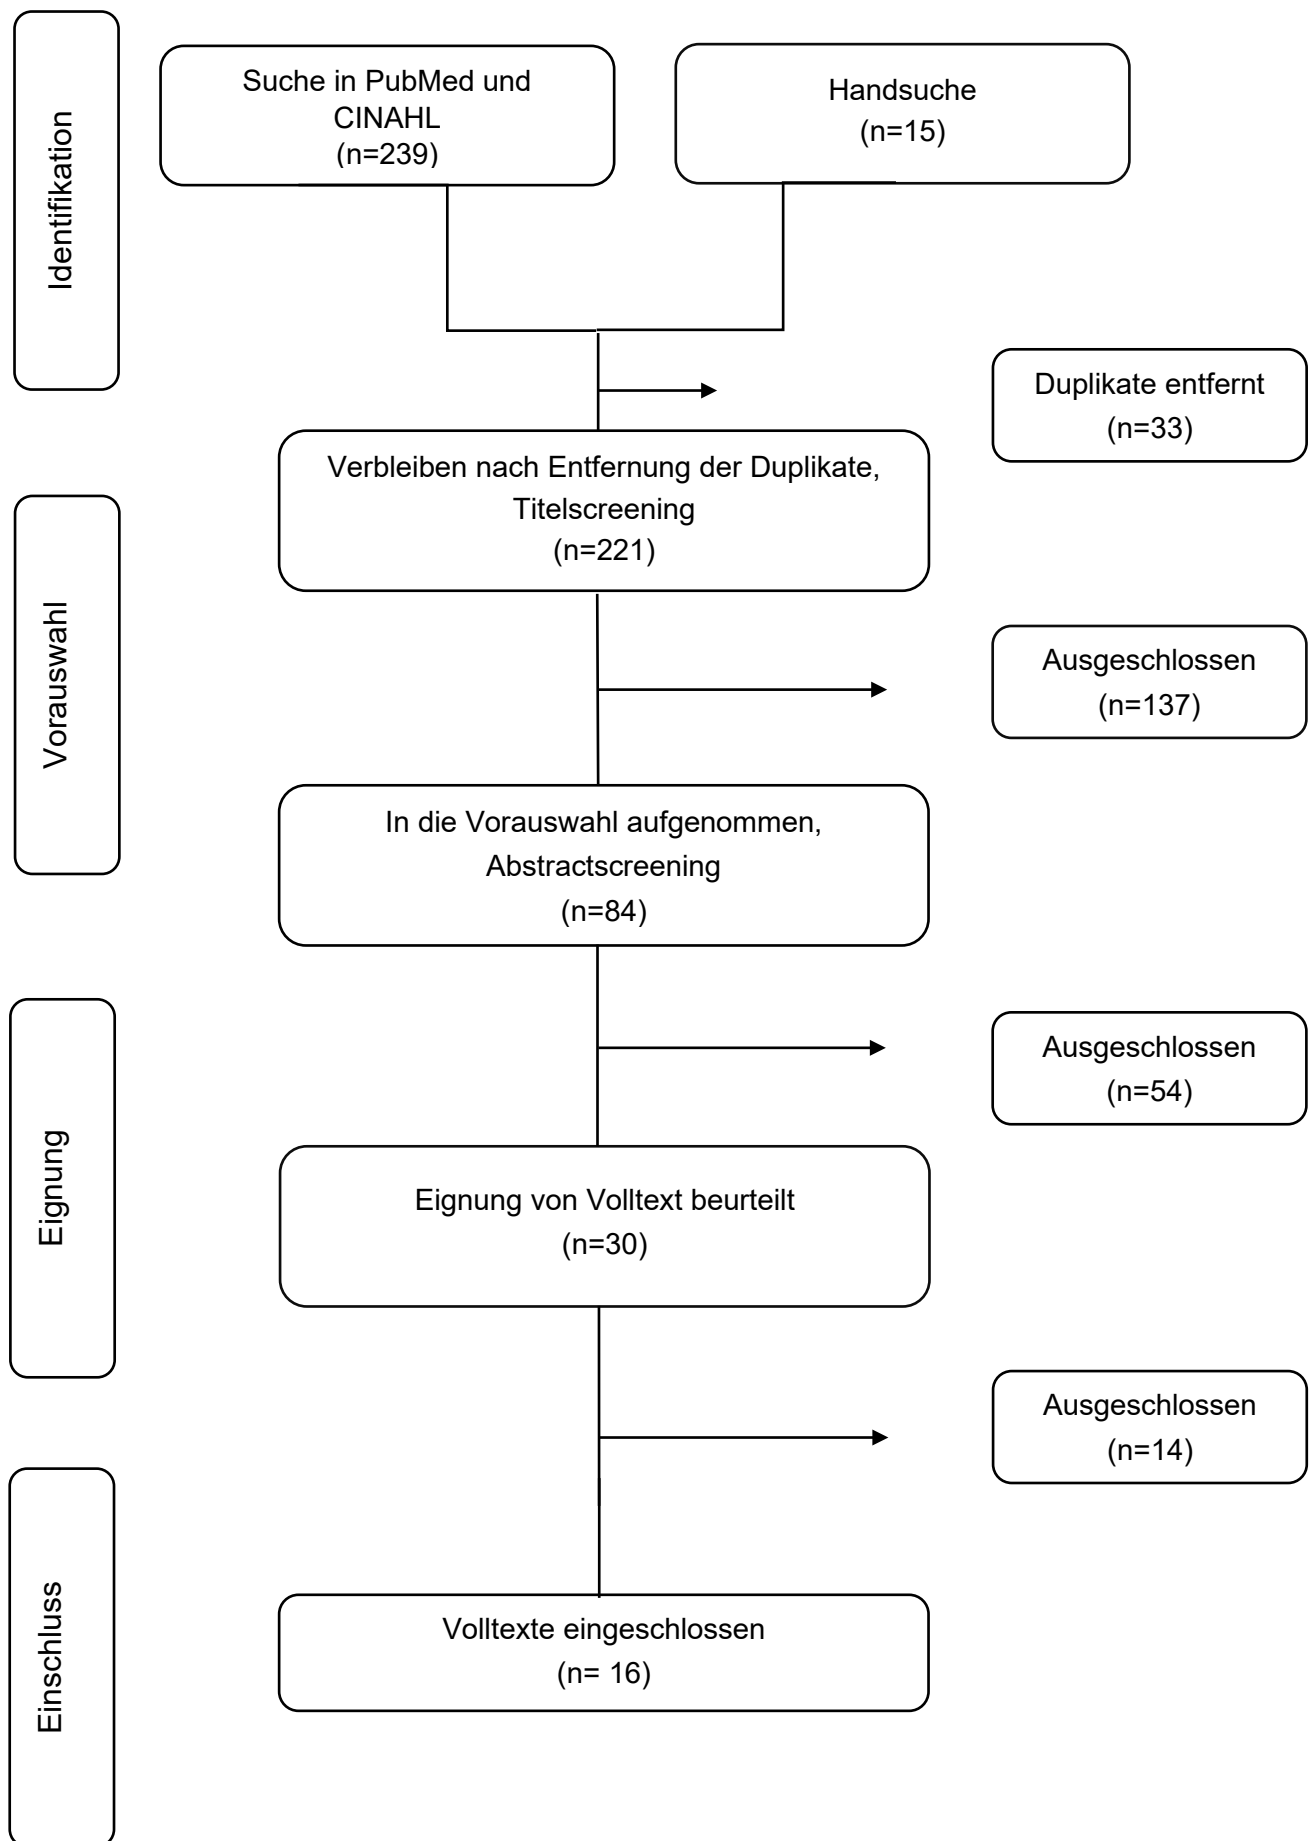 Identifikation
Suche in PubMed und
CINAHL
(n=239)
Handsuche
(n=15)
Duplikate entfernt
(n=33)
Verbleiben nach Entfernung der Duplikate,
Titelscreening
(n=221)
Vorauswahl
Ausgeschlossen
(n=137)
In die Vorauswahl aufgenommen,
Abstractscreening
(n=84)
Eignung
Ausgeschlossen
(n=54)
Eignung von Volltext beurteilt
(n=30)
Ausgeschlossen
(n=14)
Einschluss
Volltexte eingeschlossen
(n= 16)